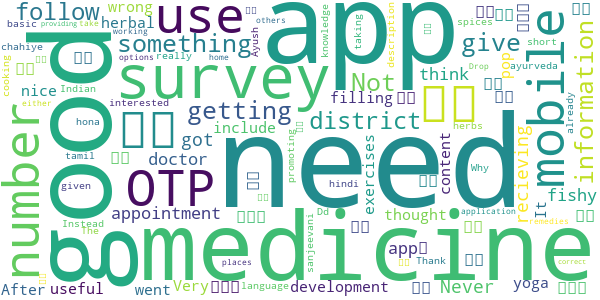 follow
herbal
wrong
basic
chahiye
cooking
nice
Indian
number
use
something
survey
getting
good
OTP
app
providing
take
others
working
options
really
home
knowledge
taking
Ayush
description
spices
short
ayurveda
give
Not
think
pop
mobile
information
already
interested
filling
include
got
doctor
district
exercises
content
recieving
Drop
herbs
Why
fishy
It
either
hona
tamil
given
Instead
The
need
medicine
appointment
promoting
thought
app
hindi
Dd
sanjeevani
Thank
Never
yoga
application
remedies
places
correct
After
useful
went
Very
language
development